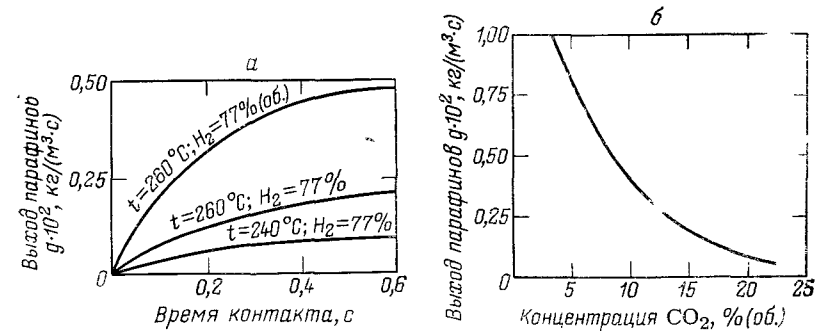 а
Выход парафинов
g·10², кг/(м³·с)
0,50
0,25
0
t=260°C; H₂=77%(об.)
t=260°C; H₂=77%
t=240°C; H₂=77%
0,2
0,4
0,6
Время контакта, с
б
Выход парафинов g·10², кг/(м³·с)
1,00
0,75
0,50
0,25
0
5
10
15
20
25
Концентрация CO₂, %(об.)